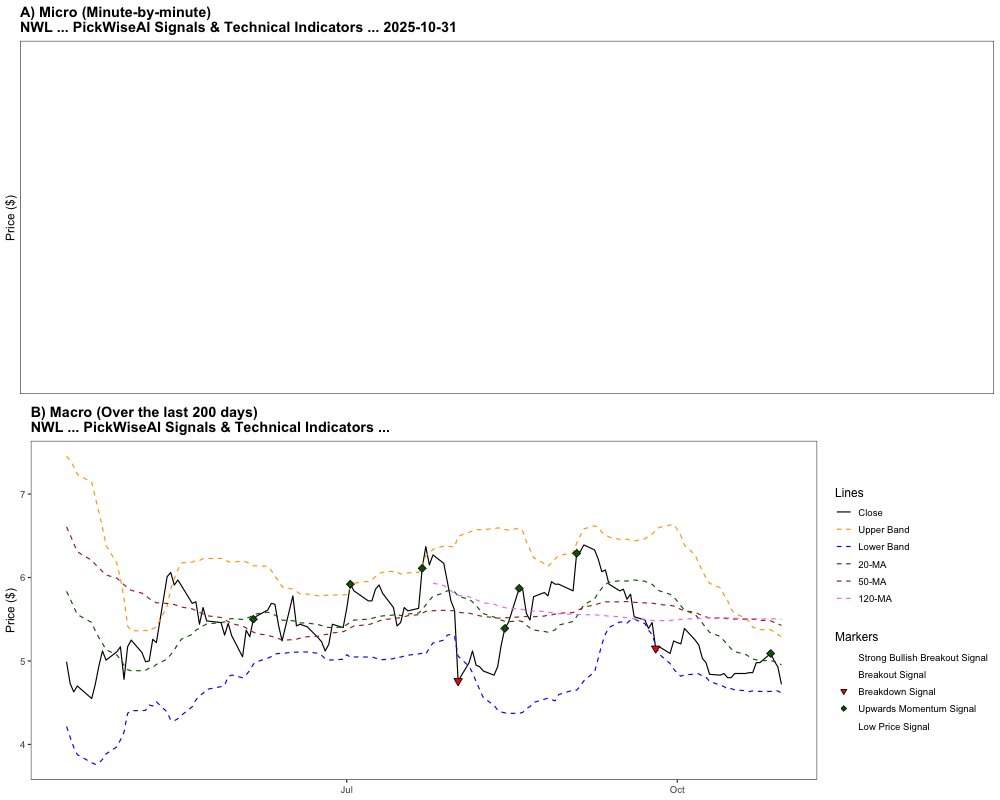 A) Micro (Minute-by-minute)
NWL ... PickWiseAI Signals & Technical Indicators ... 2025-10-31
Price ($)
B) Macro (Over the last 200 days)
NWL ... PickWiseAI Signals & Technical Indicators ...
Price ($)
7
6
5
4
Jul
Oct
Lines
Close
Upper Band
Lower Band
20-MA
50-MA
120-MA
Markers
Strong Bullish Breakout Signal
Breakout Signal
Breakdown Signal
Upwards Momentum Signal
Low Price Signal